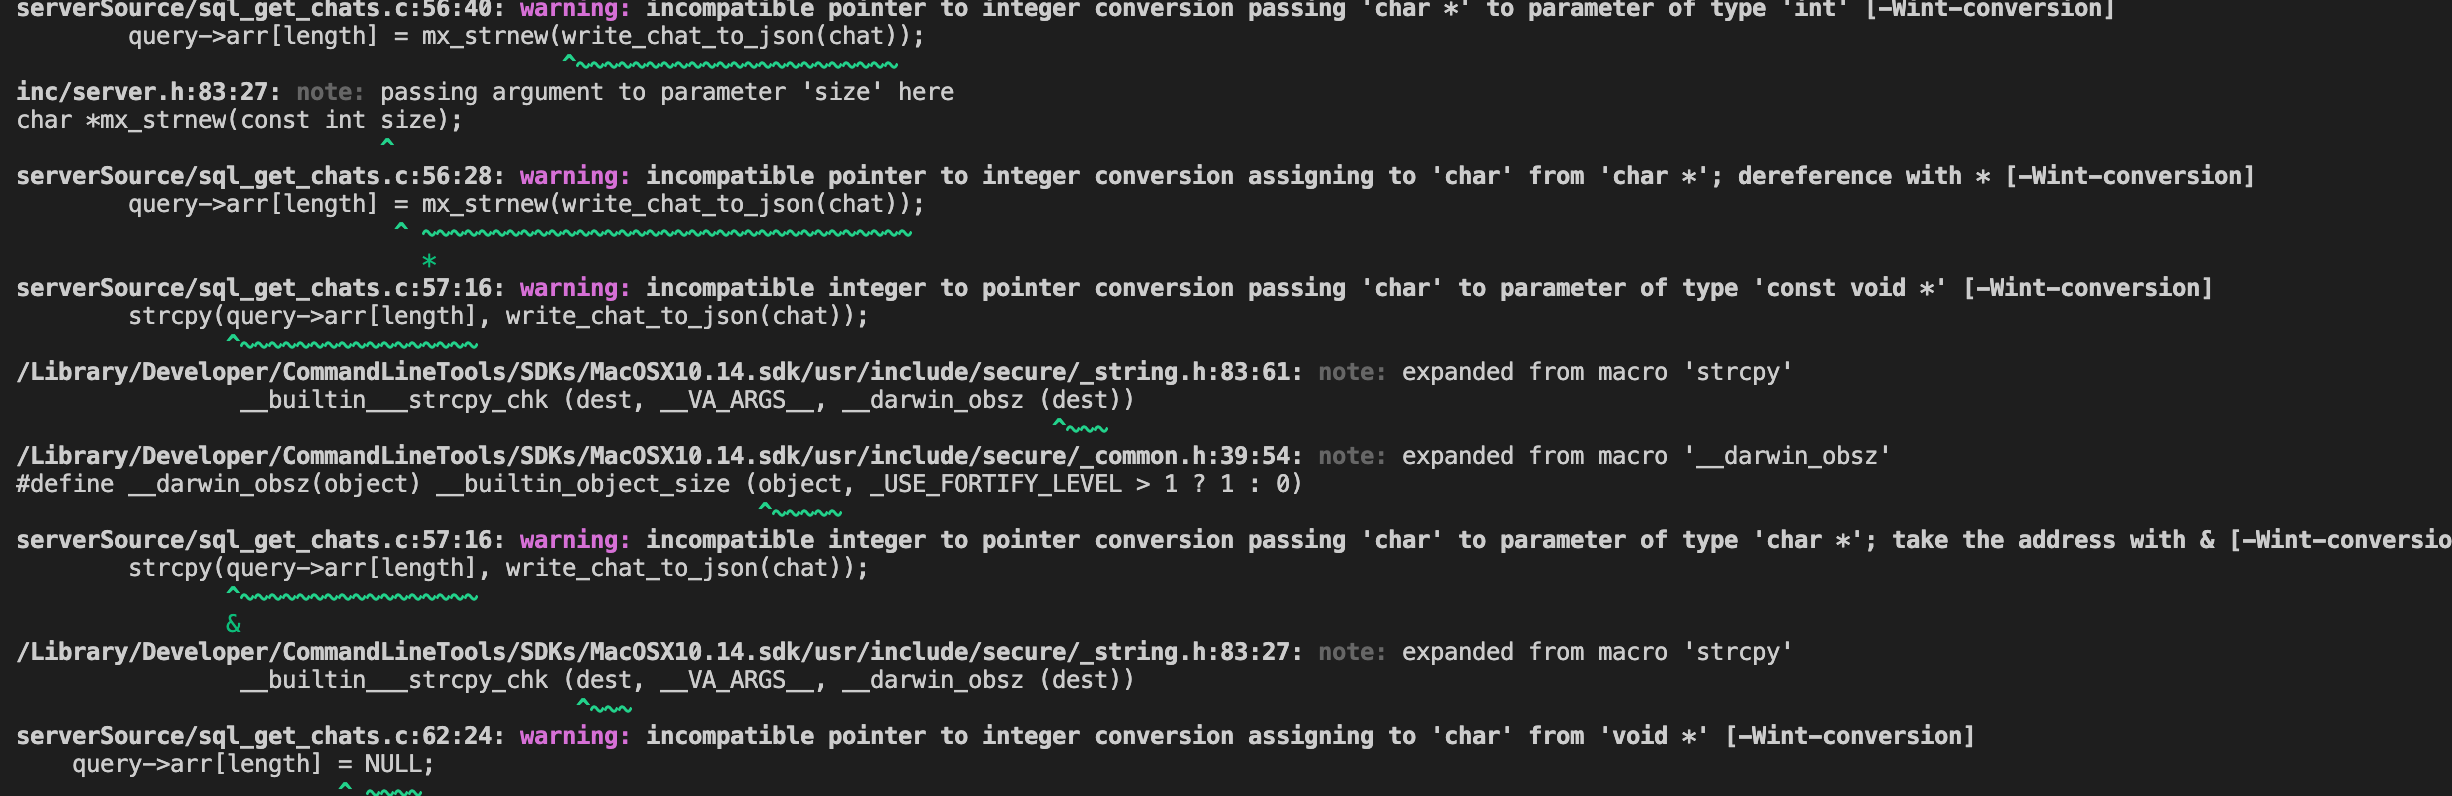 serverSource/sql_get_chats.c:56:40: warning: incompatible pointer to integer conversion passing 'char *' to parameter of type 'int' [-Wint-conversion]
        query->arr[length] = mx_strnew(write_chat_to_json(chat));
                                       ^~~~~~~~~~~~~~~~~~~~~~~~
inc/server.h:83:27: note: passing argument to parameter 'size' here
char *mx_strnew(const int size);
                          ^
serverSource/sql_get_chats.c:56:28: warning: incompatible pointer to integer conversion assigning to 'char' from 'char *'; dereference with * [-Wint-conversion]
        query->arr[length] = mx_strnew(write_chat_to_json(chat));
                           ^ ~~~~~~~~~~~~~~~~~~~~~~~~~~~~~~~~~~~
                             *
serverSource/sql_get_chats.c:57:16: warning: incompatible integer to pointer conversion passing 'char' to parameter of type 'const void *' [-Wint-conversion]
        strcpy(query->arr[length], write_chat_to_json(chat));
               ^~~~~~~~~~~~~~~~~~
/Library/Developer/CommandLineTools/SDKs/MacOSX10.14.sdk/usr/include/secure/_string.h:83:61: note: expanded from macro 'strcpy'
                __builtin___strcpy_chk (dest, __VA_ARGS__, __darwin_obsz (dest))
                                                                          ^~~~
/Library/Developer/CommandLineTools/SDKs/MacOSX10.14.sdk/usr/include/secure/_common.h:39:54: note: expanded from macro '__darwin_obsz'
#define __darwin_obsz(object) __builtin_object_size (object, _USE_FORTIFY_LEVEL > 1 ? 1 : 0)
                                                     ^~~~~~
serverSource/sql_get_chats.c:57:16: warning: incompatible integer to pointer conversion passing 'char' to parameter of type 'char *'; take the address with & [-Wint-conversio
        strcpy(query->arr[length], write_chat_to_json(chat));
               ^~~~~~~~~~~~~~~~~~
               &
/Library/Developer/CommandLineTools/SDKs/MacOSX10.14.sdk/usr/include/secure/_string.h:83:27: note: expanded from macro 'strcpy'
                __builtin___strcpy_chk (dest, __VA_ARGS__, __darwin_obsz (dest))
                                        ^~~~
serverSource/sql_get_chats.c:62:24: warning: incompatible pointer to integer conversion assigning to 'char' from 'void *' [-Wint-conversion]
    query->arr[length] = NULL;
                       ^ ~~~~